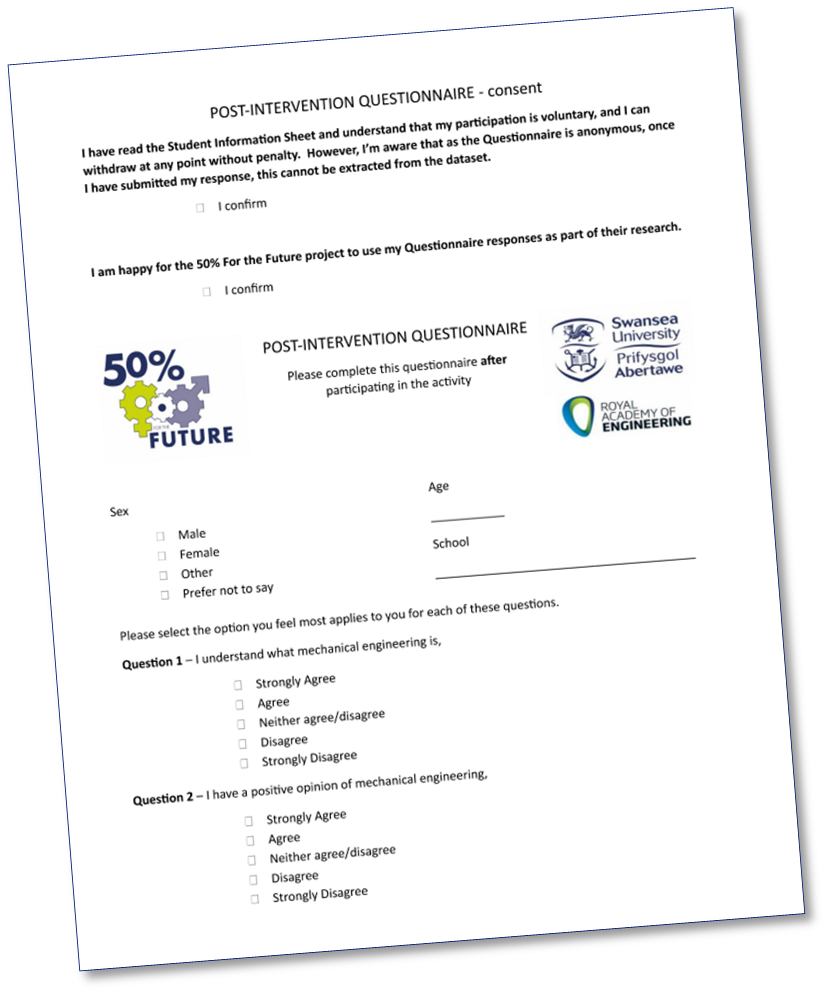 POST-INTERVENTION QUESTIONNAIRE - consent
I have read the Student Information Sheet and understand that my participation is voluntary, and I can
withdraw at any point without penalty.  However, I'm aware that as the Questionnaire is anonymous, once
I have submitted my response, this cannot be extracted from the dataset.
I confirm
I am happy for the 50% For the Future project to use my Questionnaire responses as part of their research.
I confirm
50%
FOR THE
FUTURE
POST-INTERVENTION QUESTIONNAIRE
Please complete this questionnaire after
participating in the activity
Swansea
University
Prifysgol
Abertawe
ROYAL
ACADEMY OF
ENGINEERING
Sex
Male
Female
Other
Prefer not to say
Age
School
Please select the option you feel most applies to you for each of these questions.
Question 1 – I understand what mechanical engineering is,
Strongly Agree
Agree
Neither agree/disagree
Disagree
Strongly Disagree
Question 2 – I have a positive opinion of mechanical engineering,
Strongly Agree
Agree
Neither agree/disagree
Disagree
Strongly Disagree